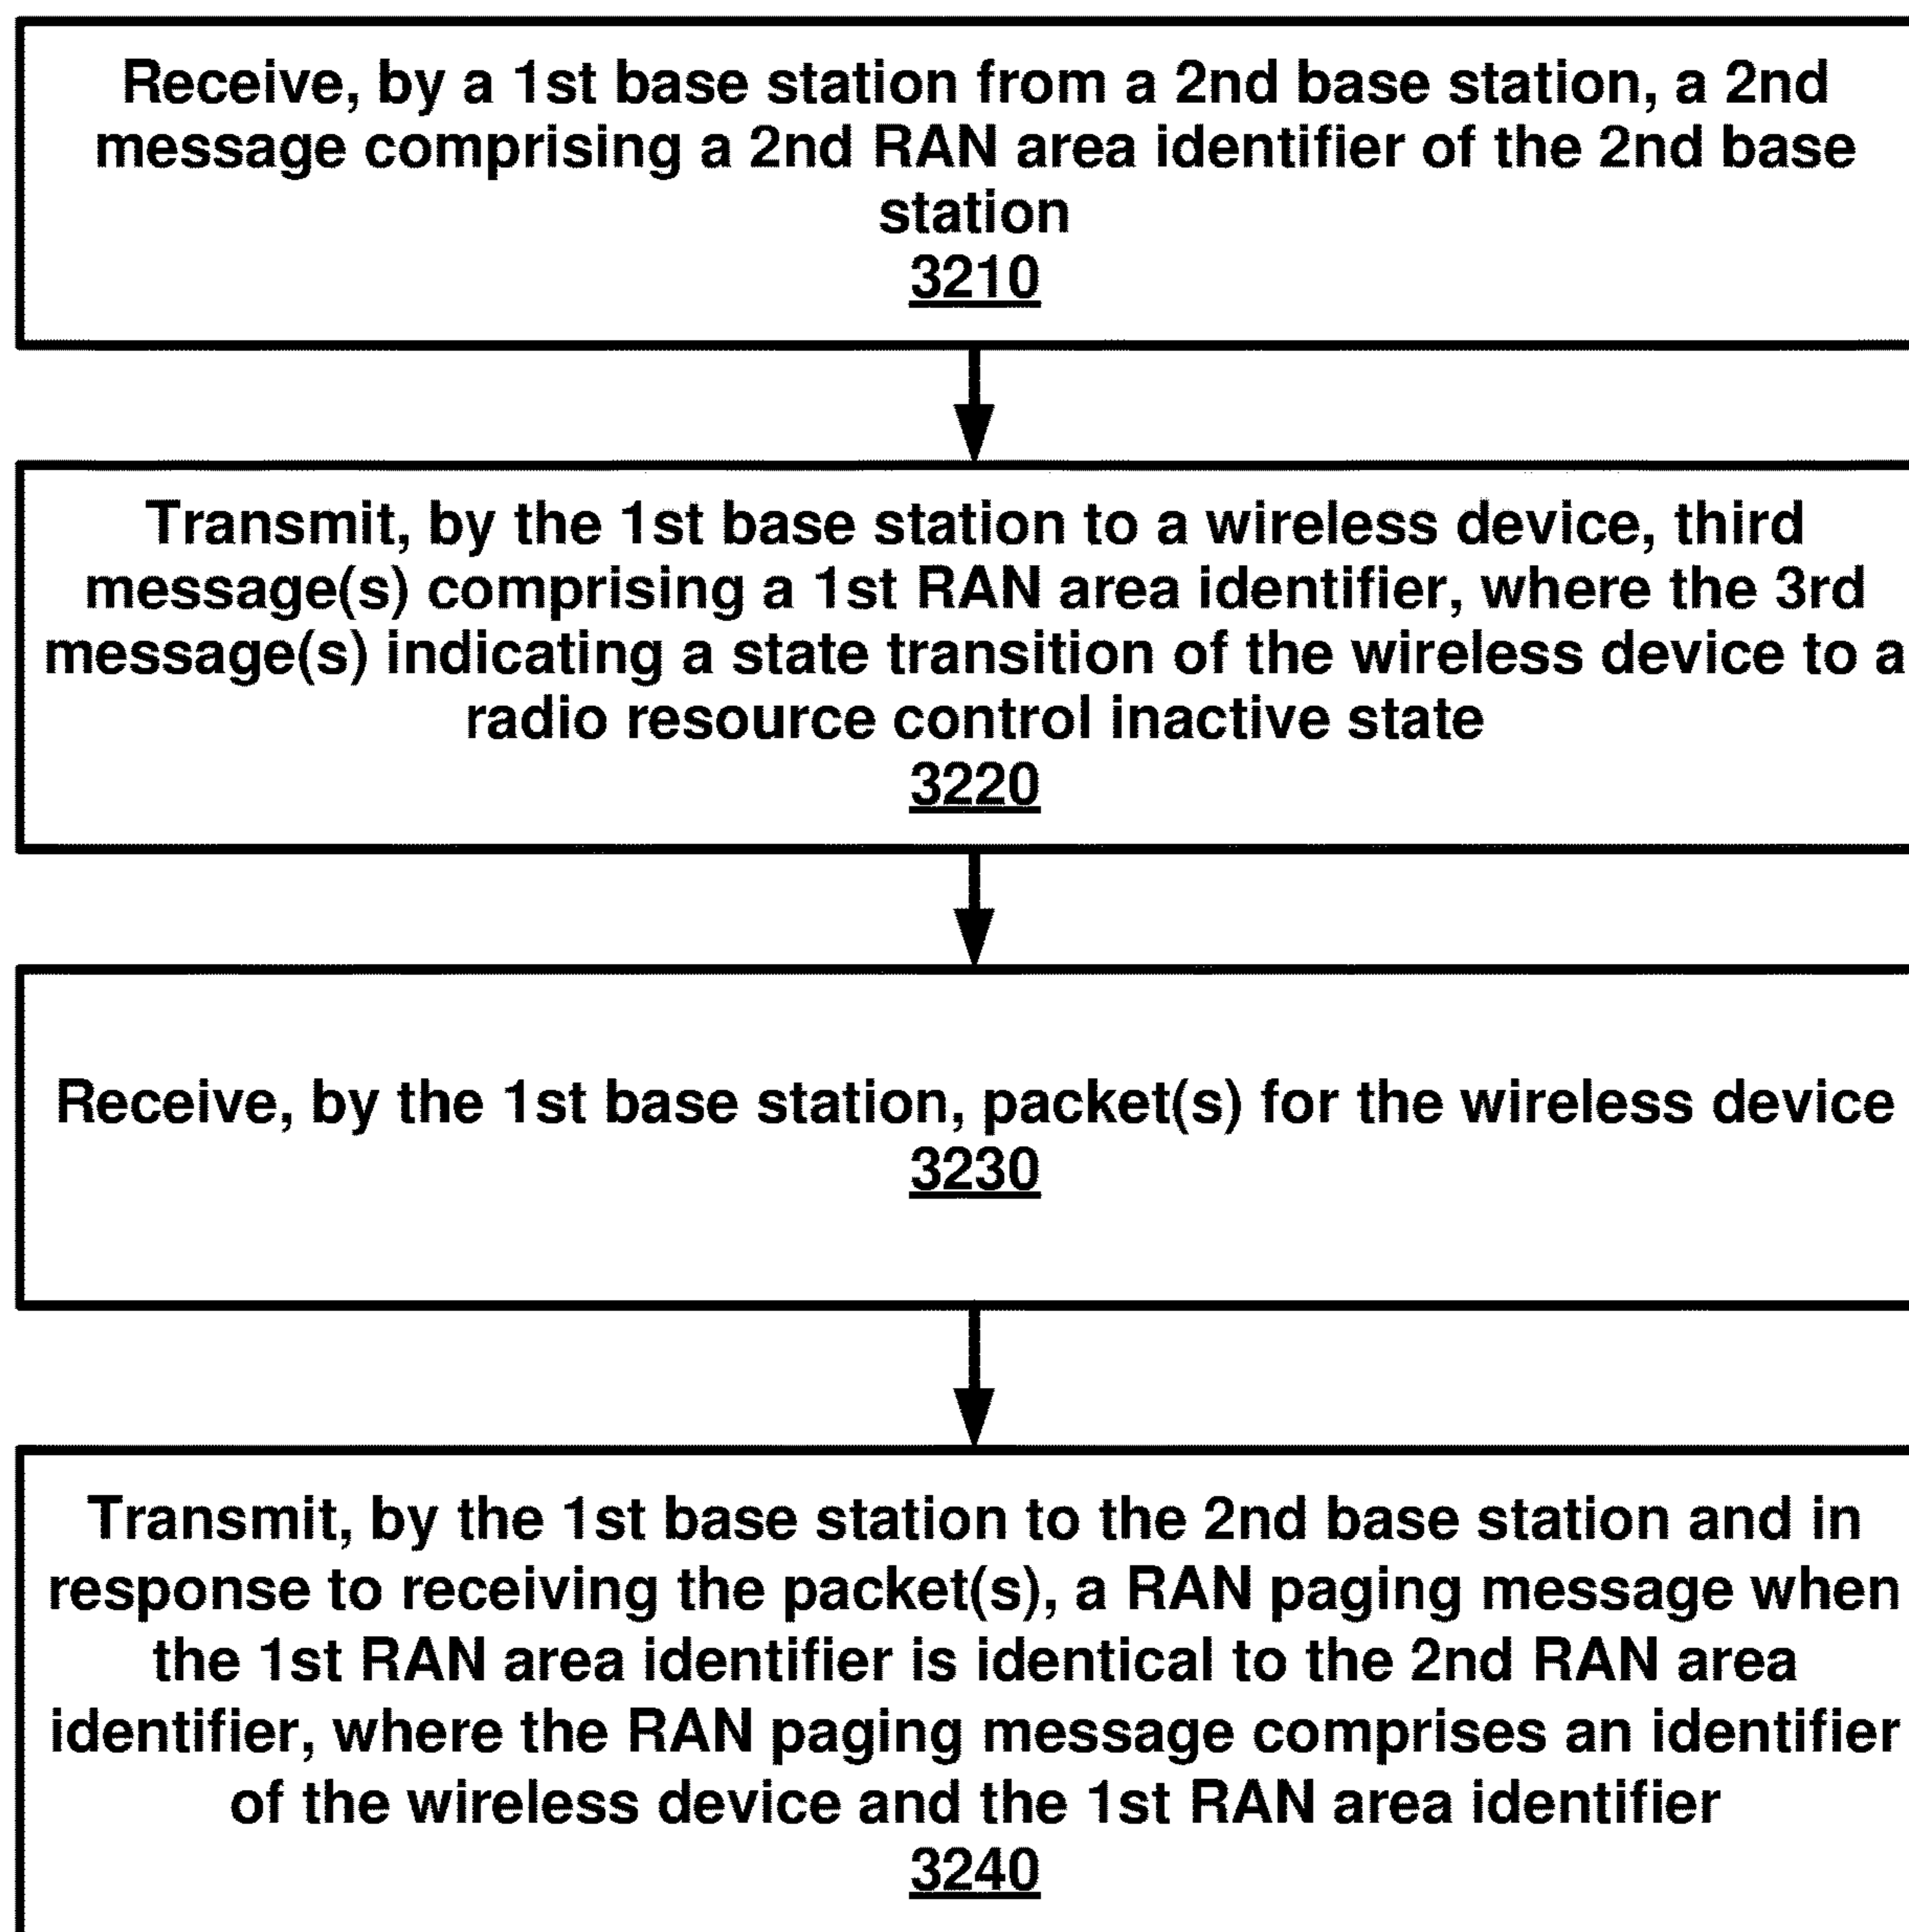 Receive, by a 1st base station from a 2nd base station, a 2nd
message comprising a 2nd RAN area identifier of the 2nd base
station
3210
Transmit, by the 1st base station to a wireless device, third
message(s) comprising a 1st RAN area identifier, where the 3rd
message(s) indicating a state transition of the wireless device to a
radio resource control inactive state
3220
Receive, by the 1st base station, packet(s) for the wireless device
3230
Transmit, by the 1st base station to the 2nd base station and in
response to receiving the packet(s), a RAN paging message when
the 1st RAN area identifier is identical to the 2nd RAN area
identifier, where the RAN paging message comprises an identifier
of the wireless device and the 1st RAN area identifier
3240